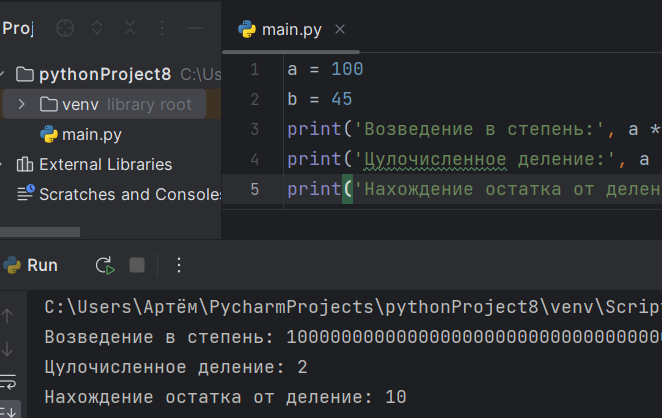 Proj
main.py
pythonProject8 C:\Us
venv library root
main.py
External Libraries
Scratches and Consoles
1 a = 100
2 b = 45
3 print('Возведение в степень:', a *
4 print('Цулочисленное деление:', a
5 print('Нахождение остатка от делен
Run
C:\Users\Артём\PycharmProjects\pythonProject8\venv\Script
Возведение в степень: 1000000000000000000000000000000000
Цулочисленное деление: 2
Нахождение остатка от деление: 10